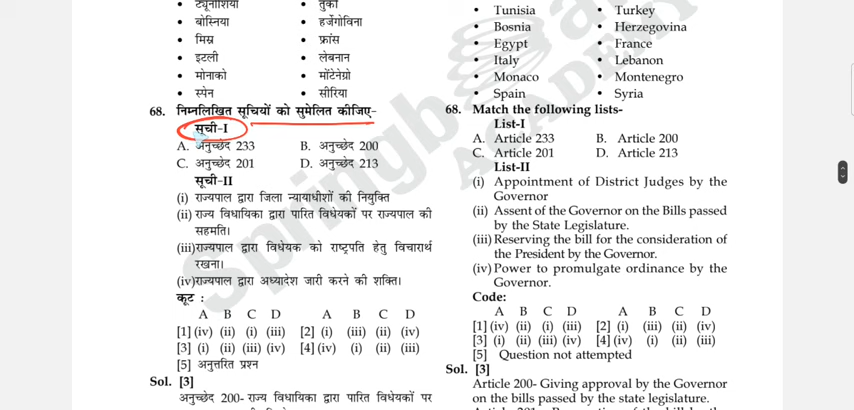 • ट्यूनीशिया • तुर्की
• बोस्निया • हर्जेगोविना
• मिस्र • फ्रांस
• इटली • लेबनान
• मोनाको • मोंटेनेग्रो
• स्पेन • सीरिया
68. निम्नलिखित सूचियों को सुमेलित कीजिए-
सूची-I
A. अनुच्छेद 233 B. अनुच्छेद 200
C. अनुच्छेद 201 D. अनुच्छेद 213
सूची-II
(i) राज्यपाल द्वारा जिला न्यायाधीशों की नियुक्ति
(ii) राज्य विधायिका द्वारा पारित विधेयकों पर राज्यपाल की
सहमति।
(iii)राज्यपाल द्वारा विधेयक को राष्ट्रपति हेतु विचारार्थ
रखना।
(iv)राज्यपाल द्वारा अध्यादेश जारी करने की शक्ति।
कूट :
A B C D A B C D
[1] (iv) (ii) (i) (iii) [2] (i) (iii) (ii) (iv)
[3] (i) (ii) (iii) (iv) [4] (iv) (i) (ii) (iii)
[5] अनुत्तरित प्रश्न
Sol. [3]
अनुच्छेद 200- राज्य विधायिका द्वारा पारित विधेयकों पर
• Tunisia • Turkey
• Bosnia • Herzegovina
• Egypt • France
• Italy • Lebanon
• Monaco • Montenegro
• Spain • Syria
68. Match the following lists-
List-I
A. Article 233 B. Article 200
C. Article 201 D. Article 213
List-II
(i) Appointment of District Judges by the
Governor
(ii) Assent of the Governor on the Bills passed
by the State Legislature.
(iii) Reserving the bill for the consideration of
the President by the Governor.
(iv) Power to promulgate ordinance by the
Governor.
Code:
A B C D A B C D
[1] (iv) (ii) (i) (iii) [2] (i) (iii) (ii) (iv)
[3] (i) (ii) (iii) (iv) [4] (iv) (i) (ii) (iii)
[5] Question not attempted
Sol. [3]
Article 200- Giving approval by the Governor
on the bills passed by the state legislature.
Springboard
ACADEMY